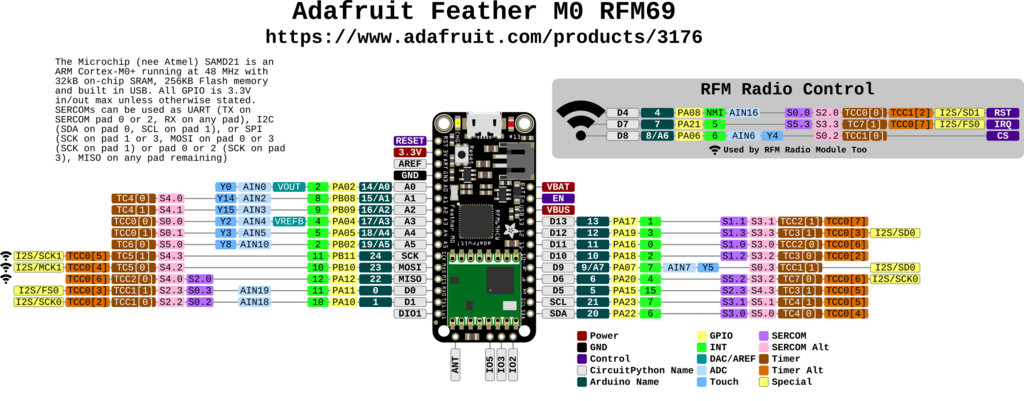 Adafruit Feather M0 RFM69
https://www.adafruit.com/products/3176
The Microchip (nee Atmel) SAMD21 is an
ARM Cortex-M0+ running at 48 MHz with
32kB on-chip SRAM, 256KB Flash memory
and built in USB. All GPIO is 3.3V
in/out max unless otherwise stated.
SERCOMs can be used as UART (TX on
SERCOM pad 0 or 2, RX on any pad), I2C
(SDA on pad 0, SCL on pad 1), or SPI
(SCK on pad 1 or 3, MOSI on pad 0 or 3
(SCK on pad 1) or pad 0 or 2 (SCK on pad
3), MISO on any pad remaining)
RFM Radio Control
D4 4 PA08 NMI AIN16 S0.0 S2.0 TCC0[0] TCC1[2] I2S/SD1 RST
D7 7 PA21 5 S5.3 S3.3 TC7[1] TCC0[7] I2S/FS0 IRQ
D8 8/A6 PA06 6 AIN6 Y4 S0.2 TCC1[0] CS
Used by RFM Radio Module Too
RESET
3.3V
AREF
GND
Y0 AIN0 VOUT 2 PA02 14/A0 A0
TC4[0] S4.0 Y14 AIN2 8 PB08 15/A1 A1
TC4[1] S4.1 Y15 AIN3 9 PB09 16/A2 A2
TCC0[0] S0.0 Y2 AIN4 VREFB 4 PA04 17/A3 A3
TCC0[1] S0.1 Y3 AIN5 5 PA05 18/A4 A4
TC6[0] S5.0 Y8 AIN10 2 PB02 19/A5 A5
I2S/SCK1 TCC0[5] TC5[1] S4.3 11 PB11 24 SCK
I2S/MCK1 TCC0[4] TC5[0] S4.2 10 PB10 23 MOSI
TCC0[6] TCC2[0] S4.0 S2.0 12 PA12 22 MISO
I2S/FS0 TCC0[3] TCC1[1] S2.3 S0.3 AIN19 11 PA11 0 D0
I2S/SCK0 TCC0[2] TCC1[0] S2.2 S0.2 AIN18 10 PA10 1 D1
DIO1
VBAT
EN
VBUS
D13 13 PA17 1 S1.1 S3.1 TCC2[1] TCC0[7]
D12 12 PA19 3 S1.3 S3.3 TC3[1] TCC0[3] I2S/SD0
D11 11 PA16 0 S1.0 S3.0 TCC2[0] TCC0[6]
D10 10 PA18 2 S1.2 S3.2 TC3[0] TCC0[2]
D9 9/A7 PA07 7 AIN7 Y5 S0.3 TCC1[1] I2S/SD0
D6 6 PA20 4 S5.2 S3.2 TC7[0] TCC0[6] I2S/SCK0
D5 5 PA15 15 S2.3 S4.3 TC3[1] TCC0[5]
SCL 21 PA23 7 S3.1 S5.1 TC4[1] TCC0[5]
SDA 20 PA22 6 S3.0 S5.0 TC4[0] TCC0[4]
ANT IO5 IO3 IO2
Power GPIO SERCOM
GND INT SERCOM Alt
Control DAC/AREF Timer
CircuitPython Name ADC Timer Alt
Arduino Name Touch Special